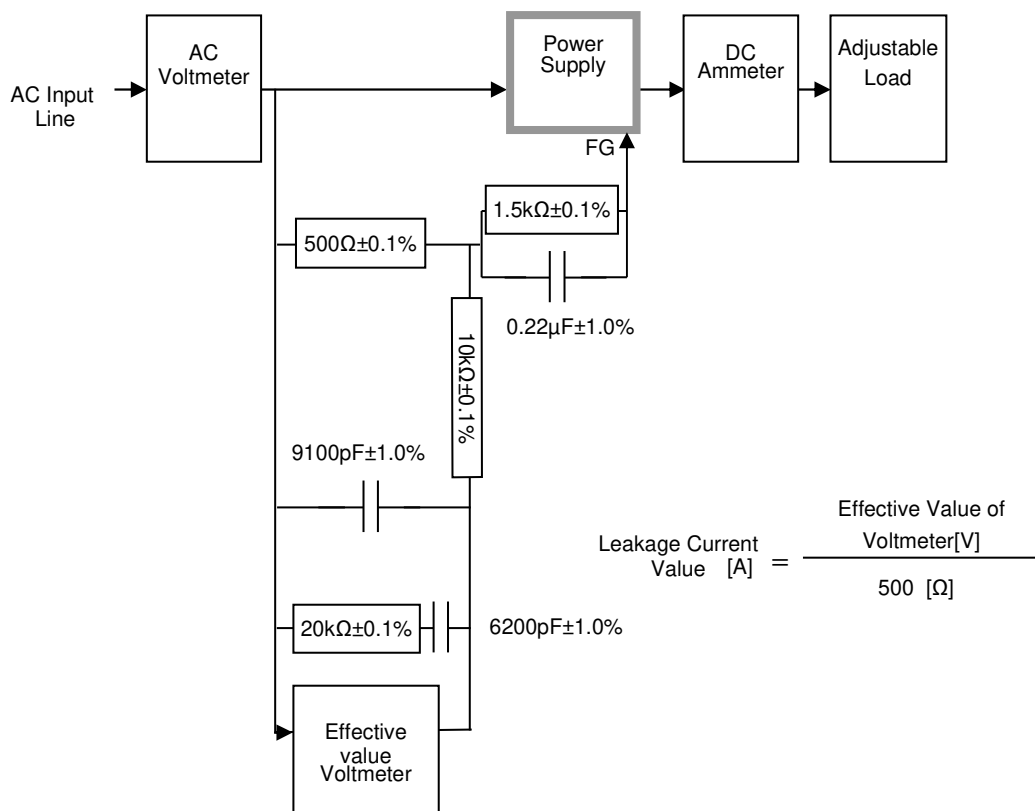 AC
Voltmeter
Power
Supply
DC
Ammeter
Adjustable
Load
AC Input
Line
FG
1.5kΩ±0.1%
500Ω±0.1%
0.22µF±1.0%
10kΩ±0.1%
9100pF±1.0%
Effective Value of
Voltmeter[V]
Leakage Current
Value [A]
=
500 [Ω]
20kΩ±0.1%
6200pF±1.0%
Effective
value
Voltmeter